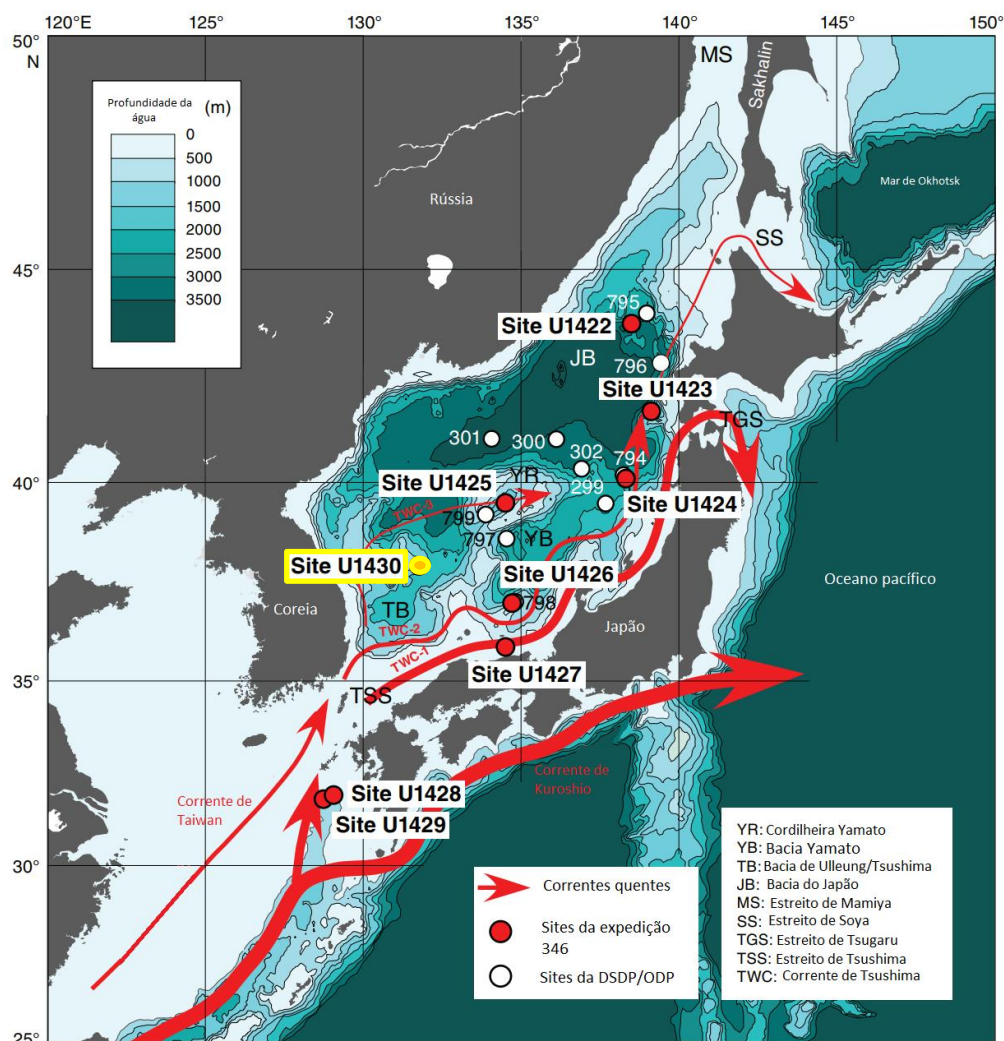 120°E 125° 130° 135° 140° 145° 150°
50°
N
45°
40°
35°
30°
25°
Profundidade da
água
(m)
0
500
1000
1500
2000
2500
3000
3500
MS
Sakhalin
Rússia
Mar de Okhotsk
SS
795
Site U1422
JB
796
Site U1423
TGS
301
300
302
794
YR
Site U1425
299
TWC-3
799
Site U1424
797
YB
Site U1430
Site U1426
Oceano pacífico
TB
798
Coreia
Japão
TWC-2
TWC-1
Site U1427
TSS
Corrente de
Kuroshio
Corrente de
Taiwan
Site U1428
Site U1429
Correntes quentes
Sites da expedição
346
Sites da DSDP/ODP
YR: Cordilheira Yamato
YB: Bacia Yamato
TB: Bacia de Ulleung/Tsushima
JB: Bacia do Japão
MS: Estreito de Mamiya
SS: Estreito de Soya
TGS: Estreito de Tsugaru
TSS: Estreito de Tsushima
TWC: Corrente de Tsushima